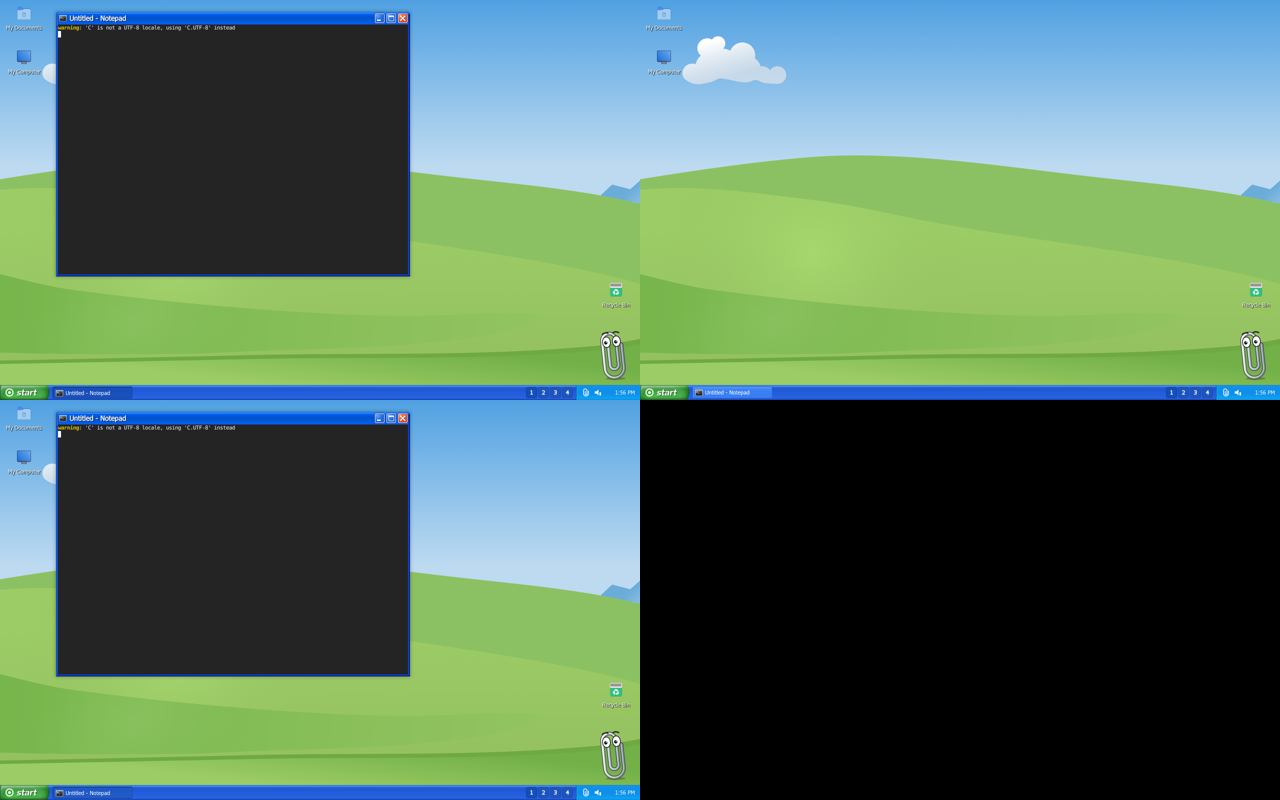 My Documents
My Computer
Untitled - Notepad
warning: 'C' is not a UTF-8 locale, using 'C.UTF-8' instead
Recycle Bin
start
Untitled - Notepad
1 2 3 4
1:56 PM
My Documents
My Computer
Recycle Bin
start
Untitled - Notepad
1 2 3 4
1:56 PM
My Documents
My Computer
Untitled - Notepad
warning: 'C' is not a UTF-8 locale, using 'C.UTF-8' instead
Recycle Bin
start
Untitled - Notepad
1 2 3 4
1:56 PM